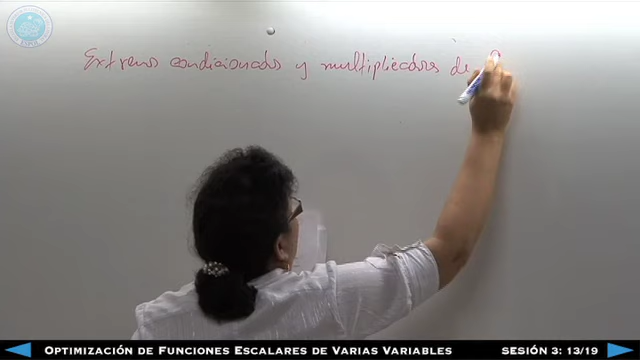 Extremos condicionados y multiplicadores de
OPTIMIZACIÓN DE FUNCIONES ESCALARES DE VARIAS VARIABLES
SESIÓN 3: 13/19